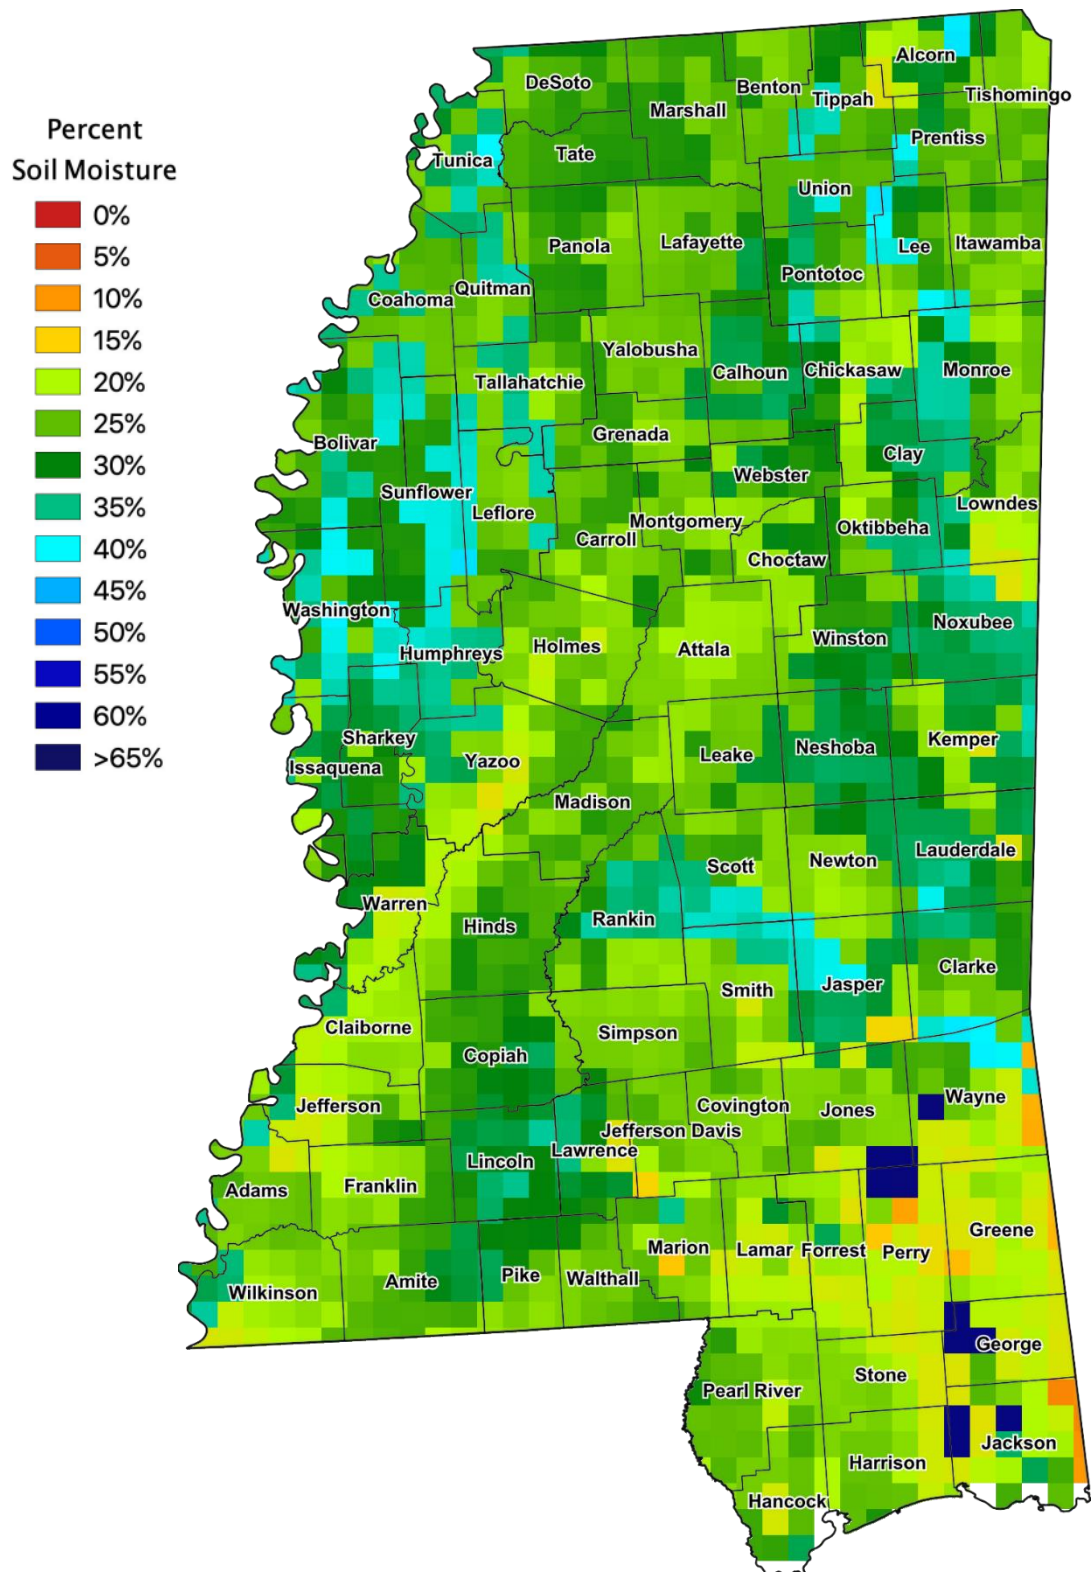 Percent
Soil Moisture
0%
5%
10%
15%
20%
25%
30%
35%
40%
45%
50%
55%
60%
>65%
Alcorn
DeSoto
Benton
Tippah
Tishomingo
Marshall
Prentiss
Tunica
Tate
Union
Panola
Lafayette
Lee
Itawamba
Pontotoc
Quitman
Coahoma
Yalobusha
Calhoun
Chickasaw
Monroe
Tallahatchie
Grenada
Bolivar
Clay
Webster
Sunflower
Leflore
Montgomery
Oktibbeha
Lowndes
Carroll
Choctaw
Washington
Noxubee
Holmes
Attala
Winston
Humphreys
Sharkey
Kemper
Neshoba
Leake
Issaquena
Yazoo
Madison
Lauderdale
Newton
Scott
Warren
Rankin
Hinds
Clarke
Jasper
Smith
Claiborne
Simpson
Copiah
Wayne
Jefferson
Covington
Jones
Jefferson Davis
Lawrence
Lincoln
Adams
Franklin
Greene
Marion
Lamar
Forrest
Perry
Pike
Walthall
Amite
Wilkinson
George
Stone
Pearl River
Jackson
Harrison
Hancock